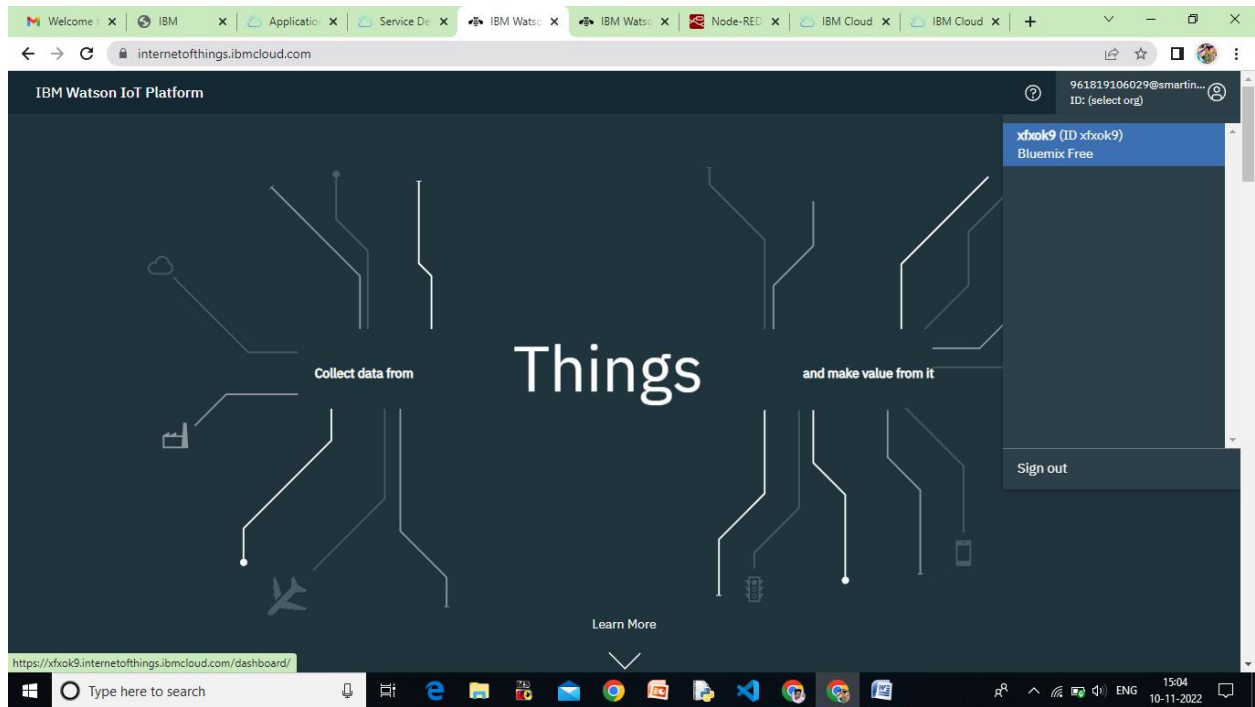 Welcome t
IBM
Applicatio
Service De
IBM Watso
IBM Watso
Node-RED
IBM Cloud
IBM Cloud
internetofthings.ibmcloud.com
IBM Watson IoT Platform
961819106029@smartin...
ID: (select org)
xfxok9 (ID xfxok9)
Bluemix Free
Collect data from
Things
and make value from it
Sign out
Learn More
https://xfxok9.internetofthings.ibmcloud.com/dashboard/
Type here to search
ENG
15:04
10-11-2022